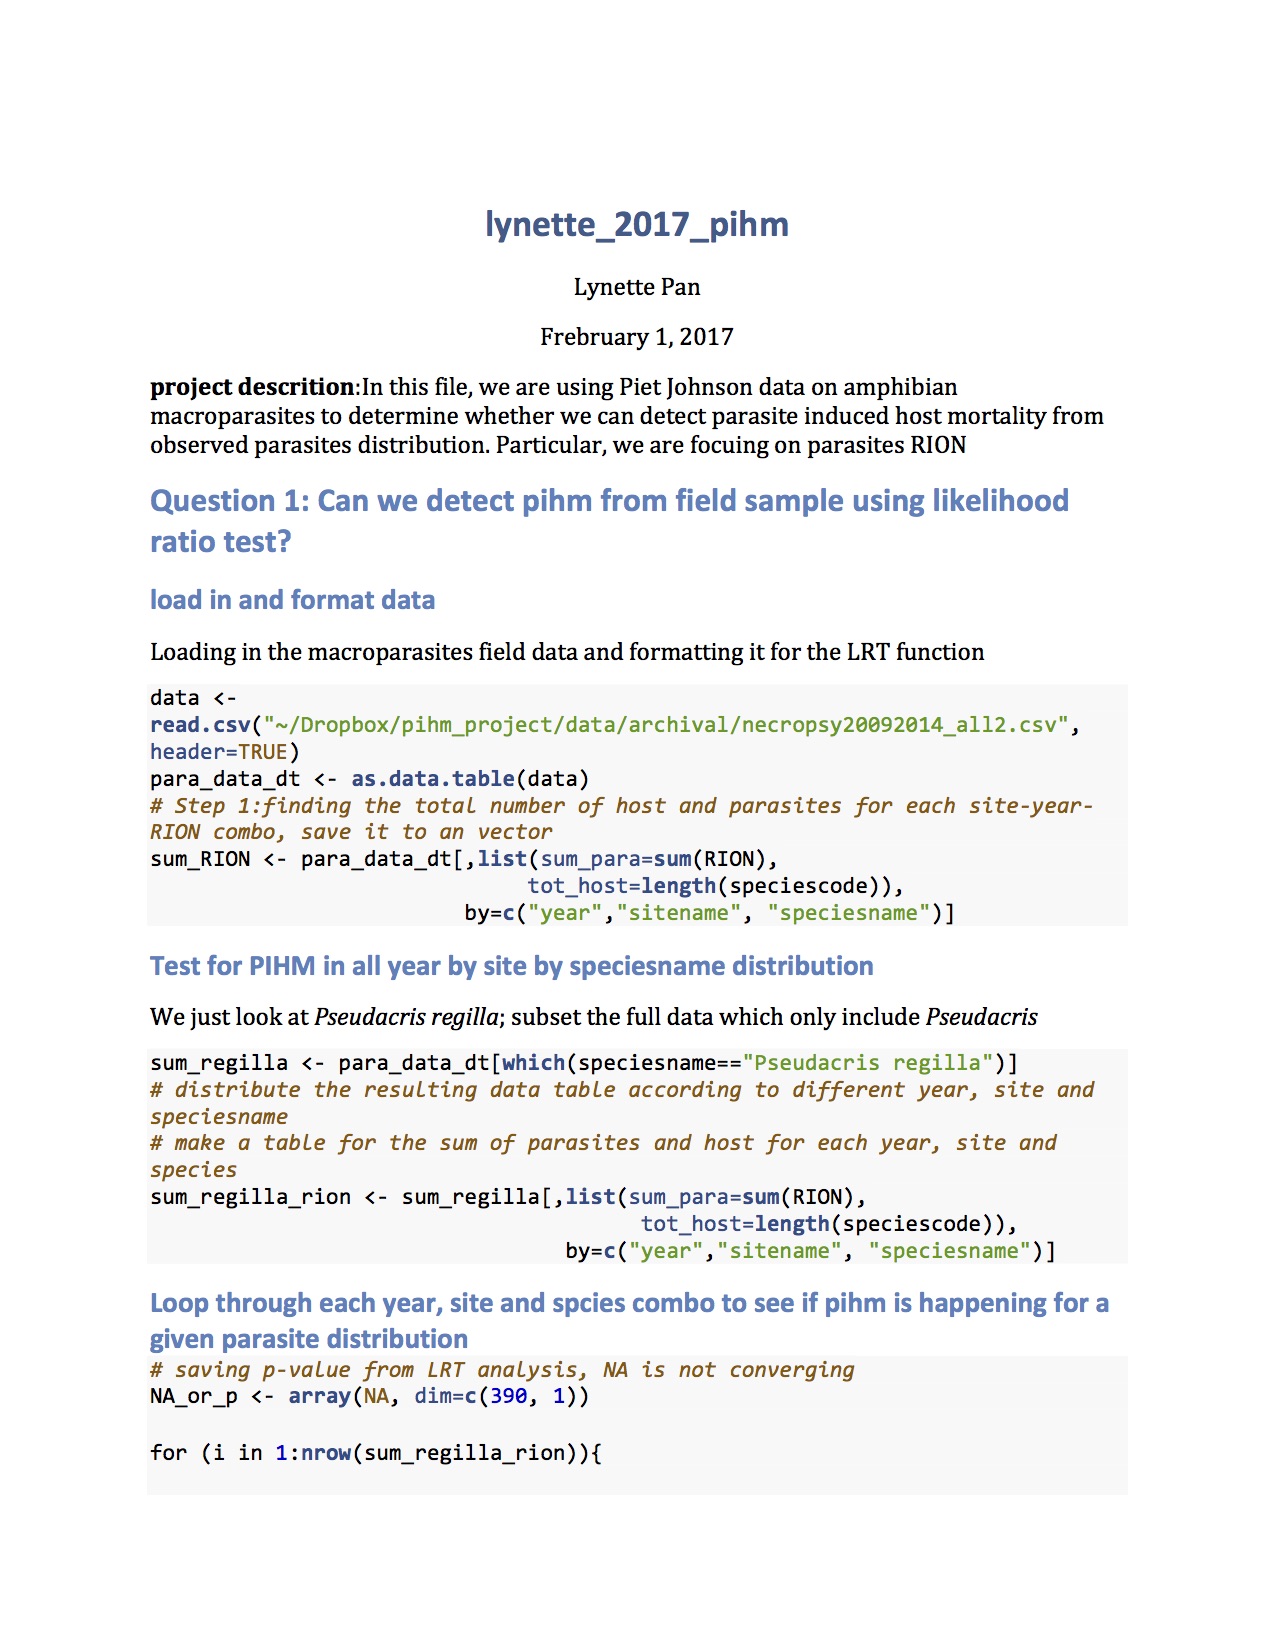 lynette_2017_pihm
Lynette Pan
Frebruary 1, 2017
project descrition:In this file, we are using Piet Johnson data on amphibian
macroparasites to determine whether we can detect parasite induced host mortality from
observed parasites distribution. Particular, we are focuing on parasites RION
Question 1: Can we detect pihm from field sample using likelihood
ratio test?
load in and format data
Loading in the macroparasites field data and formatting it for the LRT function
data <-
read.csv("~/Dropbox/pihm_project/data/archival/necropsy20092014_all2.csv",
header=TRUE)
para_data_dt <- as.data.table(data)
# Step 1:finding the total number of host and parasites for each site-year-
RION combo, save it to an vector
sum_RION <- para_data_dt[,list(sum_para=sum(RION),
tot_host=length(speciescode)),
by=c("year","sitename", "speciesname")]
Test for PIHM in all year by site by speciesname distribution
We just look at Pseudacris regilla; subset the full data which only include Pseudacris
sum_regilla <- para_data_dt[which(speciesname=="Pseudacris regilla")]
# distribute the resulting data table according to different year, site and
speciesname
# make a table for the sum of parasites and host for each year, site and
species
sum_regilla_rion <- sum_regilla[,list(sum_para=sum(RION),
tot_host=length(speciescode)),
by=c("year","sitename", "speciesname")]
Loop through each year, site and spcies combo to see if pihm is happening for a
given parasite distribution
# saving p-value from LRT analysis, NA is not converging
NA_or_p <- array(NA, dim=c(390, 1))
for (i in 1:nrow(sum_regilla_rion)){